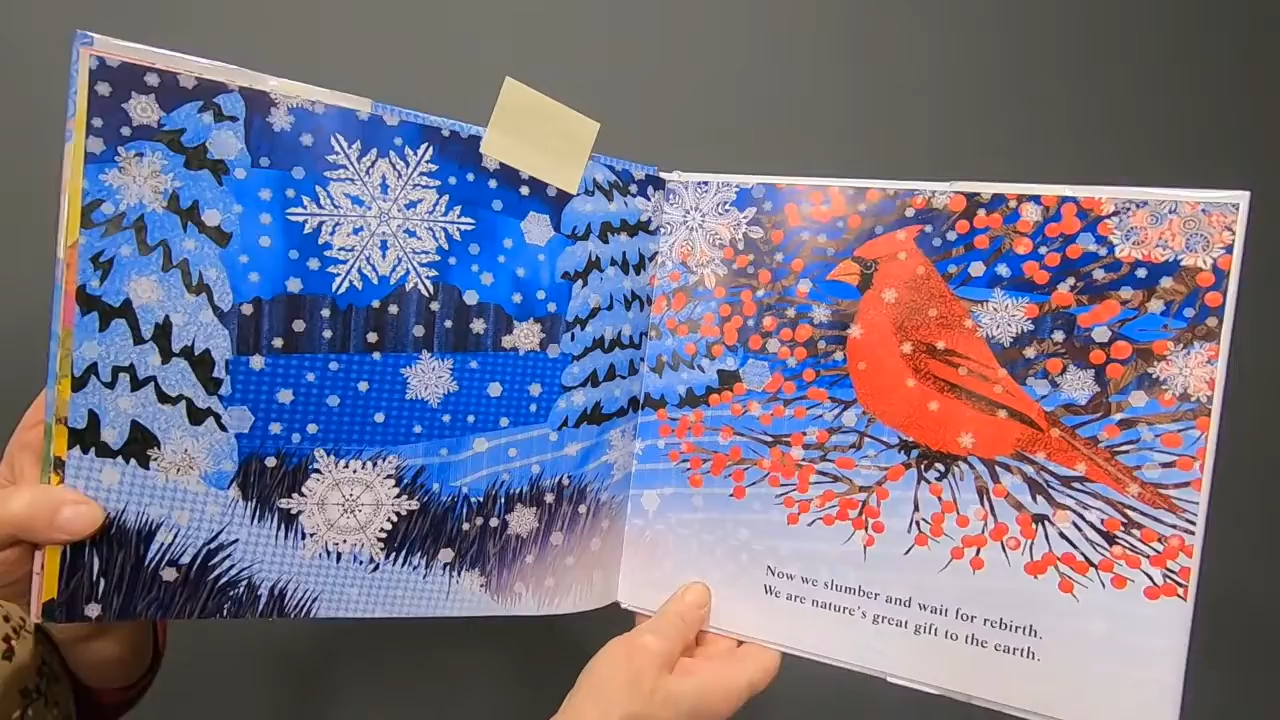 Now we slumber and wait for rebirth.
We are nature's great gift to the earth.